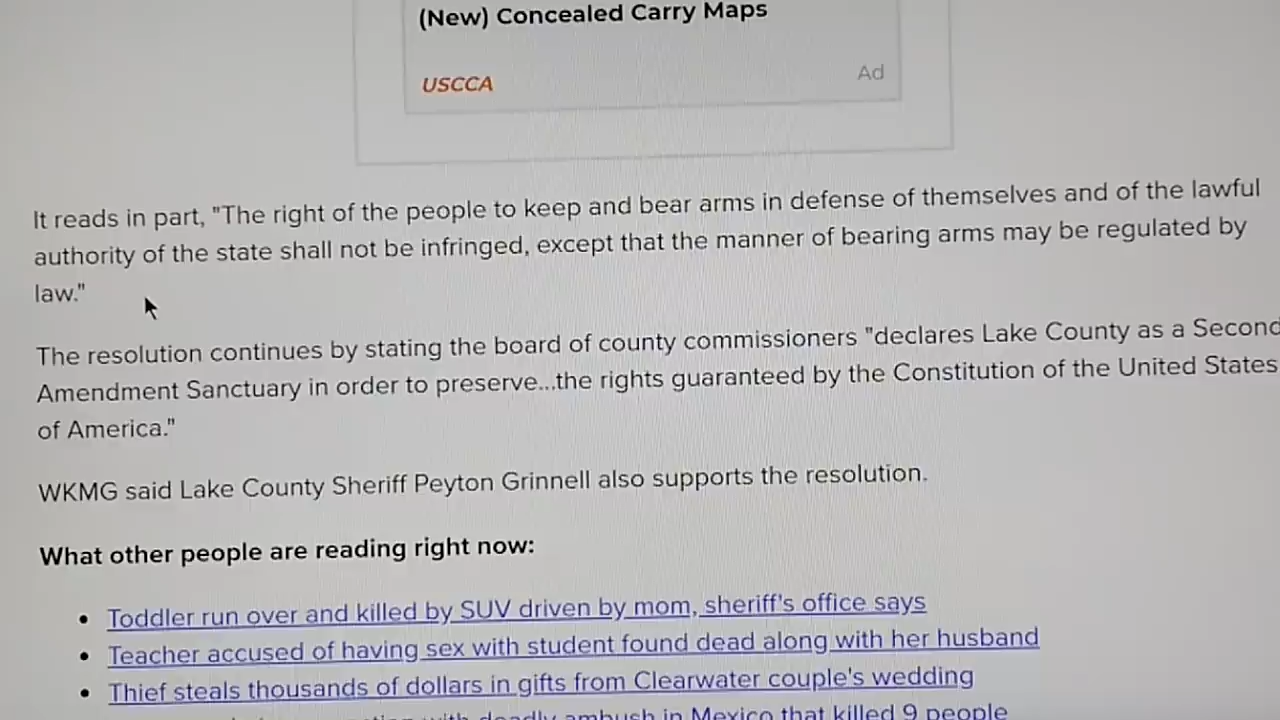 (New) Concealed Carry Maps
USCCA
Ad
It reads in part, "The right of the people to keep and bear arms in defense of themselves and of the lawful
authority of the state shall not be infringed, except that the manner of bearing arms may be regulated by
law."
The resolution continues by stating the board of county commissioners "declares Lake County as a Second
Amendment Sanctuary in order to preserve...the rights guaranteed by the Constitution of the United States
of America."
WKMG said Lake County Sheriff Peyton Grinnell also supports the resolution.
What other people are reading right now:
• Toddler run over and killed by SUV driven by mom, sheriff's office says
• Teacher accused of having sex with student found dead along with her husband
• Thief steals thousands of dollars in gifts from Clearwater couple's wedding
with deadly ambush in Mexico that killed 9 people